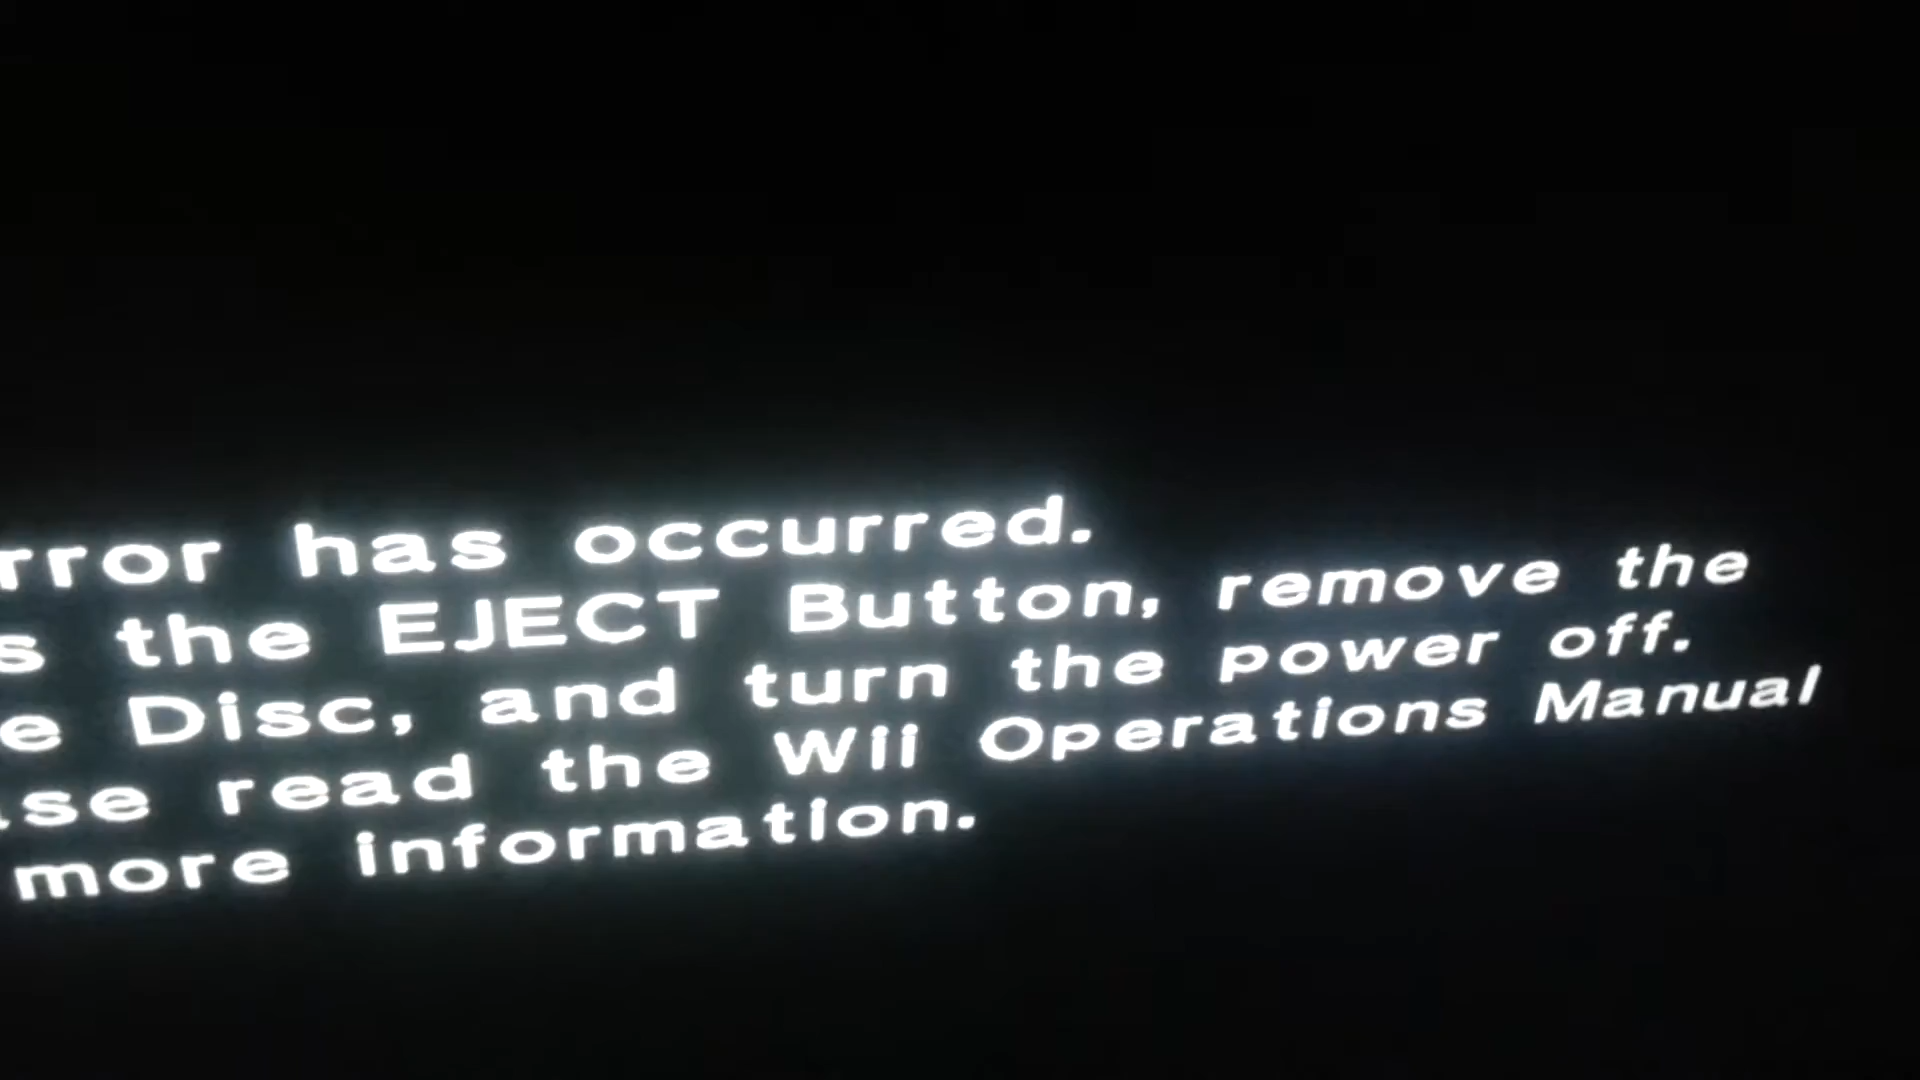 rror has occurred.
s the EJECT Button, remove the
e Disc, and turn the power off.
ase read the Wii Operations Manual
more information.